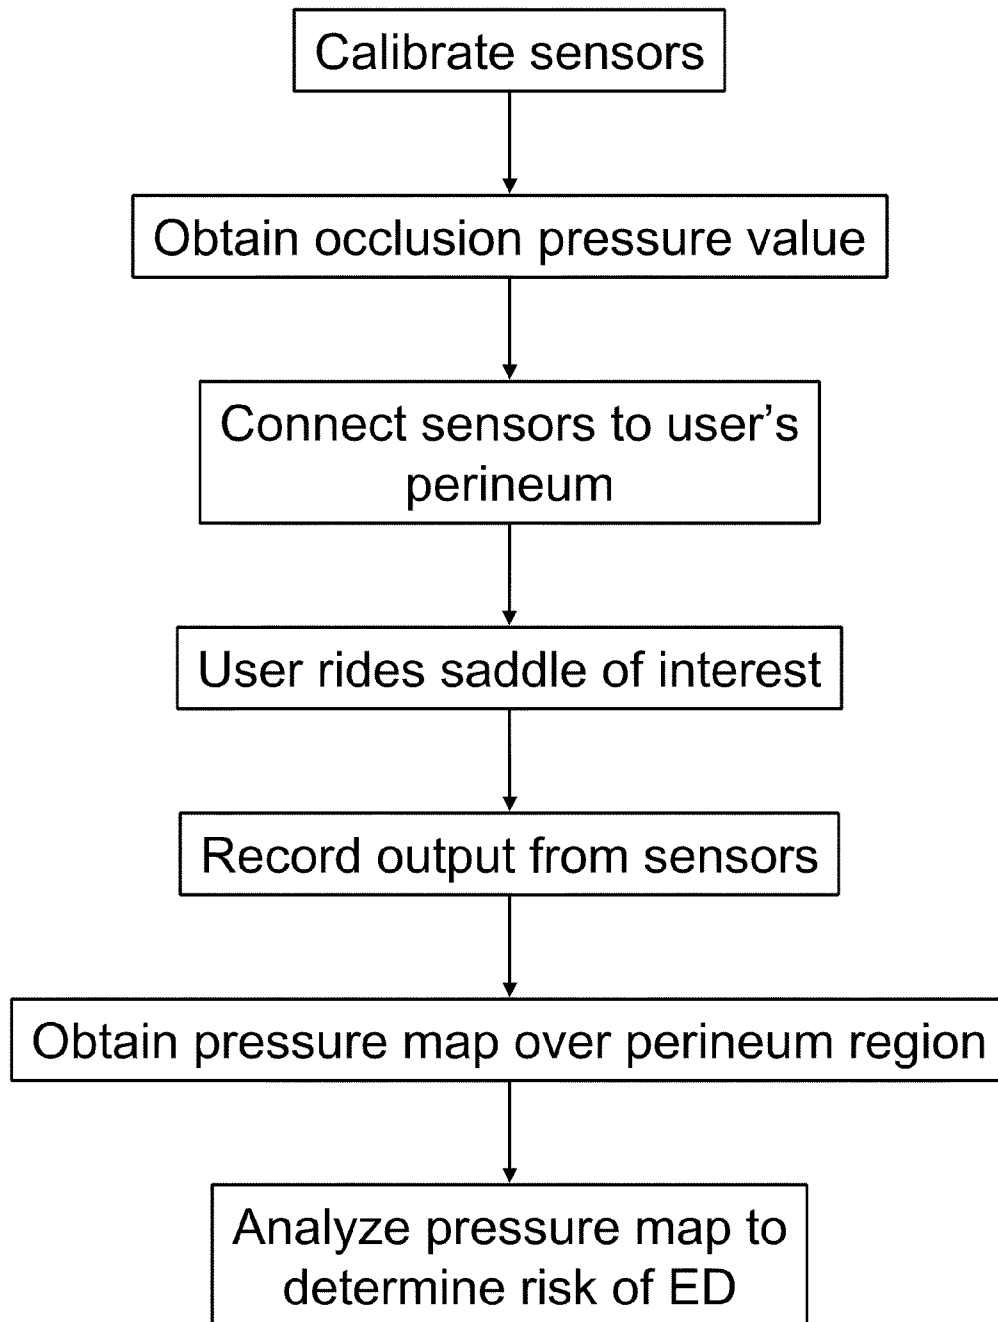 Calibrate sensors
Obtain occlusion pressure value
Connect sensors to user’s
perineum
User rides saddle of interest
Record output from sensors
Obtain pressure map over perineum region
Analyze pressure map to
determine risk of ED